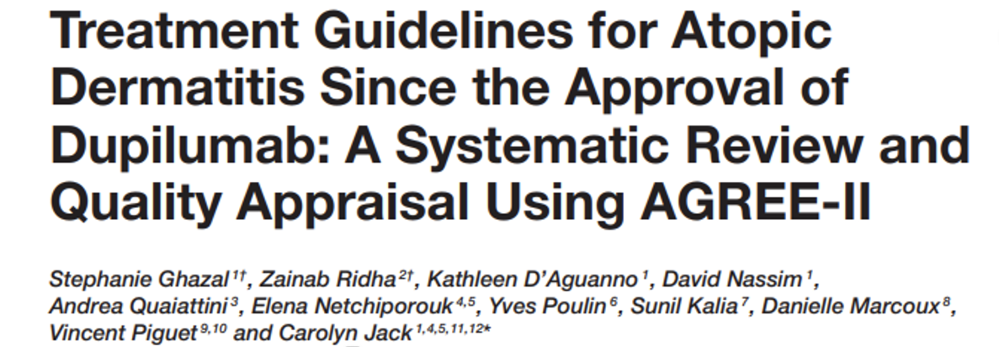 Treatment Guidelines for Atopic
Dermatitis Since the Approval of
Dupilumab: A Systematic Review and
Quality Appraisal Using AGREE-II
Stephanie Ghazal 1†, Zainab Ridha 2†, Kathleen D’Aguanno 1, David Nassim 1,
Andrea Quaiattini 3, Elena Netchiporouk 4,5, Yves Poulin 6, Sunil Kalia 7, Danielle Marcoux 8,
Vincent Piguet 9,10 and Carolyn Jack 1,4,5,11,12*